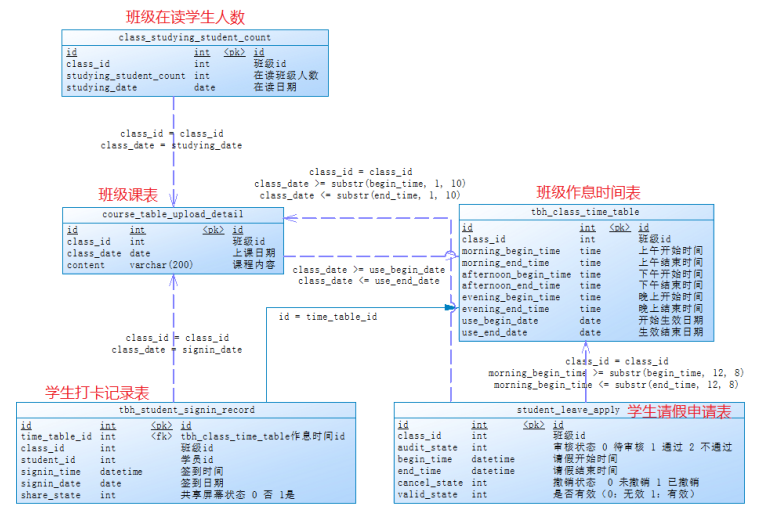 班级在读学生人数
class_studying_student_count
id int <pk> id
class_id int 班级id
studying_student_count int 在读班级人数
studying_date date 在读日期
class_id = class_id
class_date = studying_date
class_id = class_id
class_date >= substr(begin_time, 1, 10)
class_date <= substr(end_time, 1, 10)
班级课表
course_table_upload_detail
id int <pk> id
class_id int 班级id
class_date date 上课日期
content varchar(200) 课程内容
班级作息时间表
tbh_class_time_table
id int <pk> id
class_id int 班级id
morning_begin_time time 上午开始时间
morning_end_time time 上午结束时间
afternoon_begin_time time 下午开始时间
afternoon_end_time time 下午结束时间
evening_begin_time time 晚上开始时间
evening_end_time time 晚上结束时间
use_begin_date date 开始生效日期
use_end_date date 生效结束日期
class_date >= use_begin_date
class_date <= use_end_date
id = time_table_id
class_id = class_id
class_date = signin_date
class_id = class_id
morning_begin_time >= substr(begin_time, 12, 8)
morning_begin_time <= substr(end_time, 12, 8)
学生打卡记录表
tbh_student_signin_record
id int <pk> id
time_table_id int <fk> tbh_class_time_table作息时间id
class_id int 班级id
student_id int 学员id
signin_time datetime 签到时间
signin_date date 签到日期
share_state int 共享屏幕状态 0 否 1是
student_leave_apply
学生请假申请表
id int <pk> id
class_id int 班级id
audit_state int 审核状态 0 待审核 1 通过 2 不通过
begin_time datetime 请假开始时间
end_time datetime 请假结束时间
cancel_state int 撤销状态 0 未撤销 1 已撤销
valid_state int 是否有效（0：无效 1：有效）